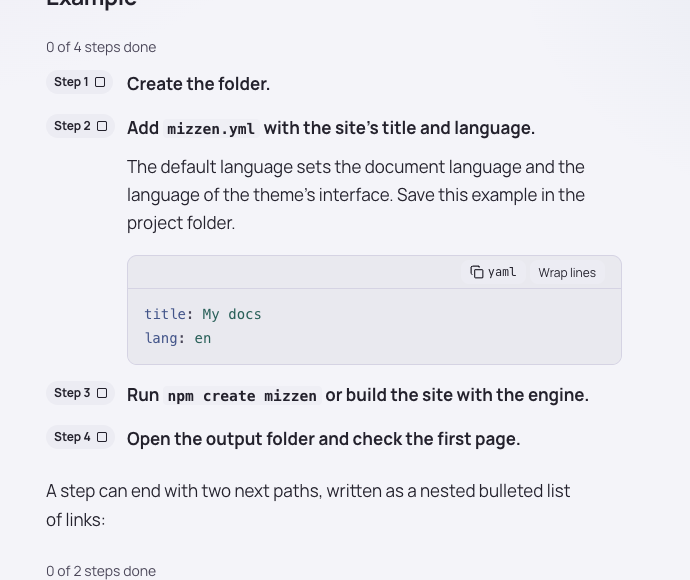 Example
0 of 4 steps done
Step 1 Create the folder.
Step 2 Add mizzen.yml with the site's title and language.
The default language sets the document language and the
language of the theme's interface. Save this example in the
project folder.
yaml Wrap lines
title: My docs
lang: en
Step 3 Run npm create mizzen or build the site with the engine.
Step 4 Open the output folder and check the first page.
A step can end with two next paths, written as a nested bulleted list
of links:
0 of 2 steps done